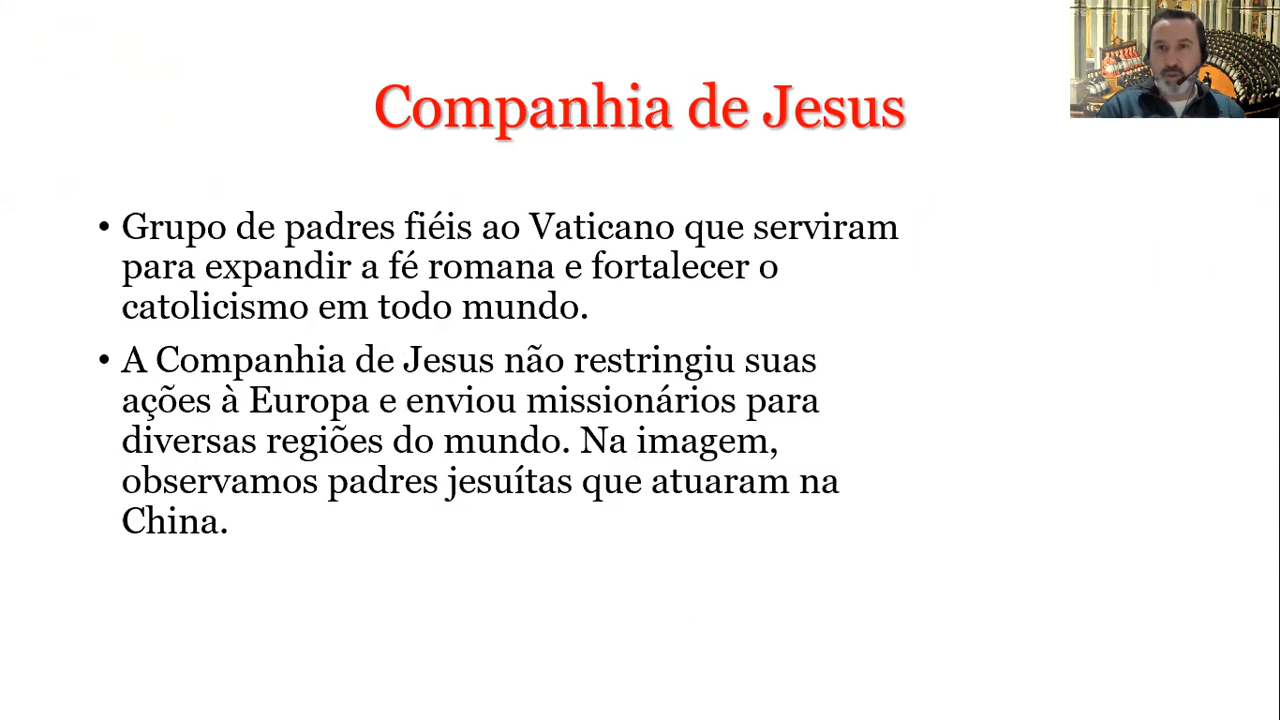 Companhia de Jesus
• Grupo de padres fiéis ao Vaticano que serviram
para expandir a fé romana e fortalecer o
catolicismo em todo mundo.
• A Companhia de Jesus não restringiu suas
ações à Europa e enviou missionários para
diversas regiões do mundo. Na imagem,
observamos padres jesuítas que atuaram na
China.